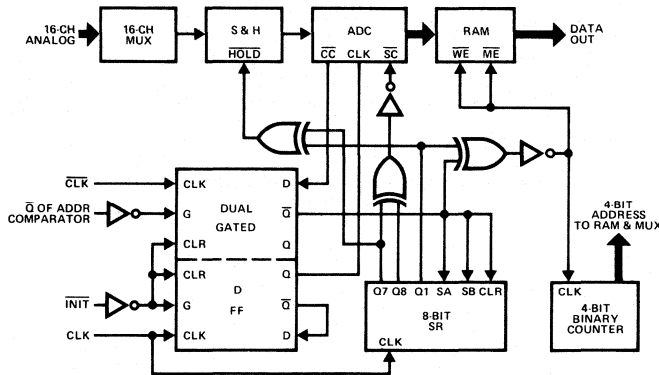 16-CH
ANALOG
16-CH
MUX
S & H
HOLD
ADC
CC CLK SC
RAM
WE ME
DATA
OUT
CLK
Q OF ADDR
COMPARATOR
INIT
CLK
CLK D
DUAL
G Q
GATED
CLR Q
CLR Q
D
G Q
FF
CLK D
Q7 Q8 Q1 SA SB CLR
8-BIT
SR
CLK
4-BIT
ADDRESS
TO RAM & MUX
CLK
4-BIT
BINARY
COUNTER